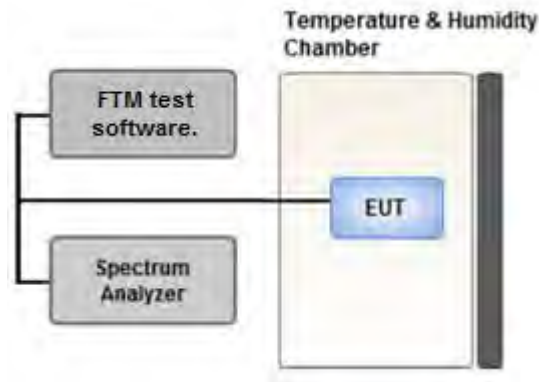 Temperature & Humidity
Chamber
FTM test
software.
EUT
Spectrum
Analyzer